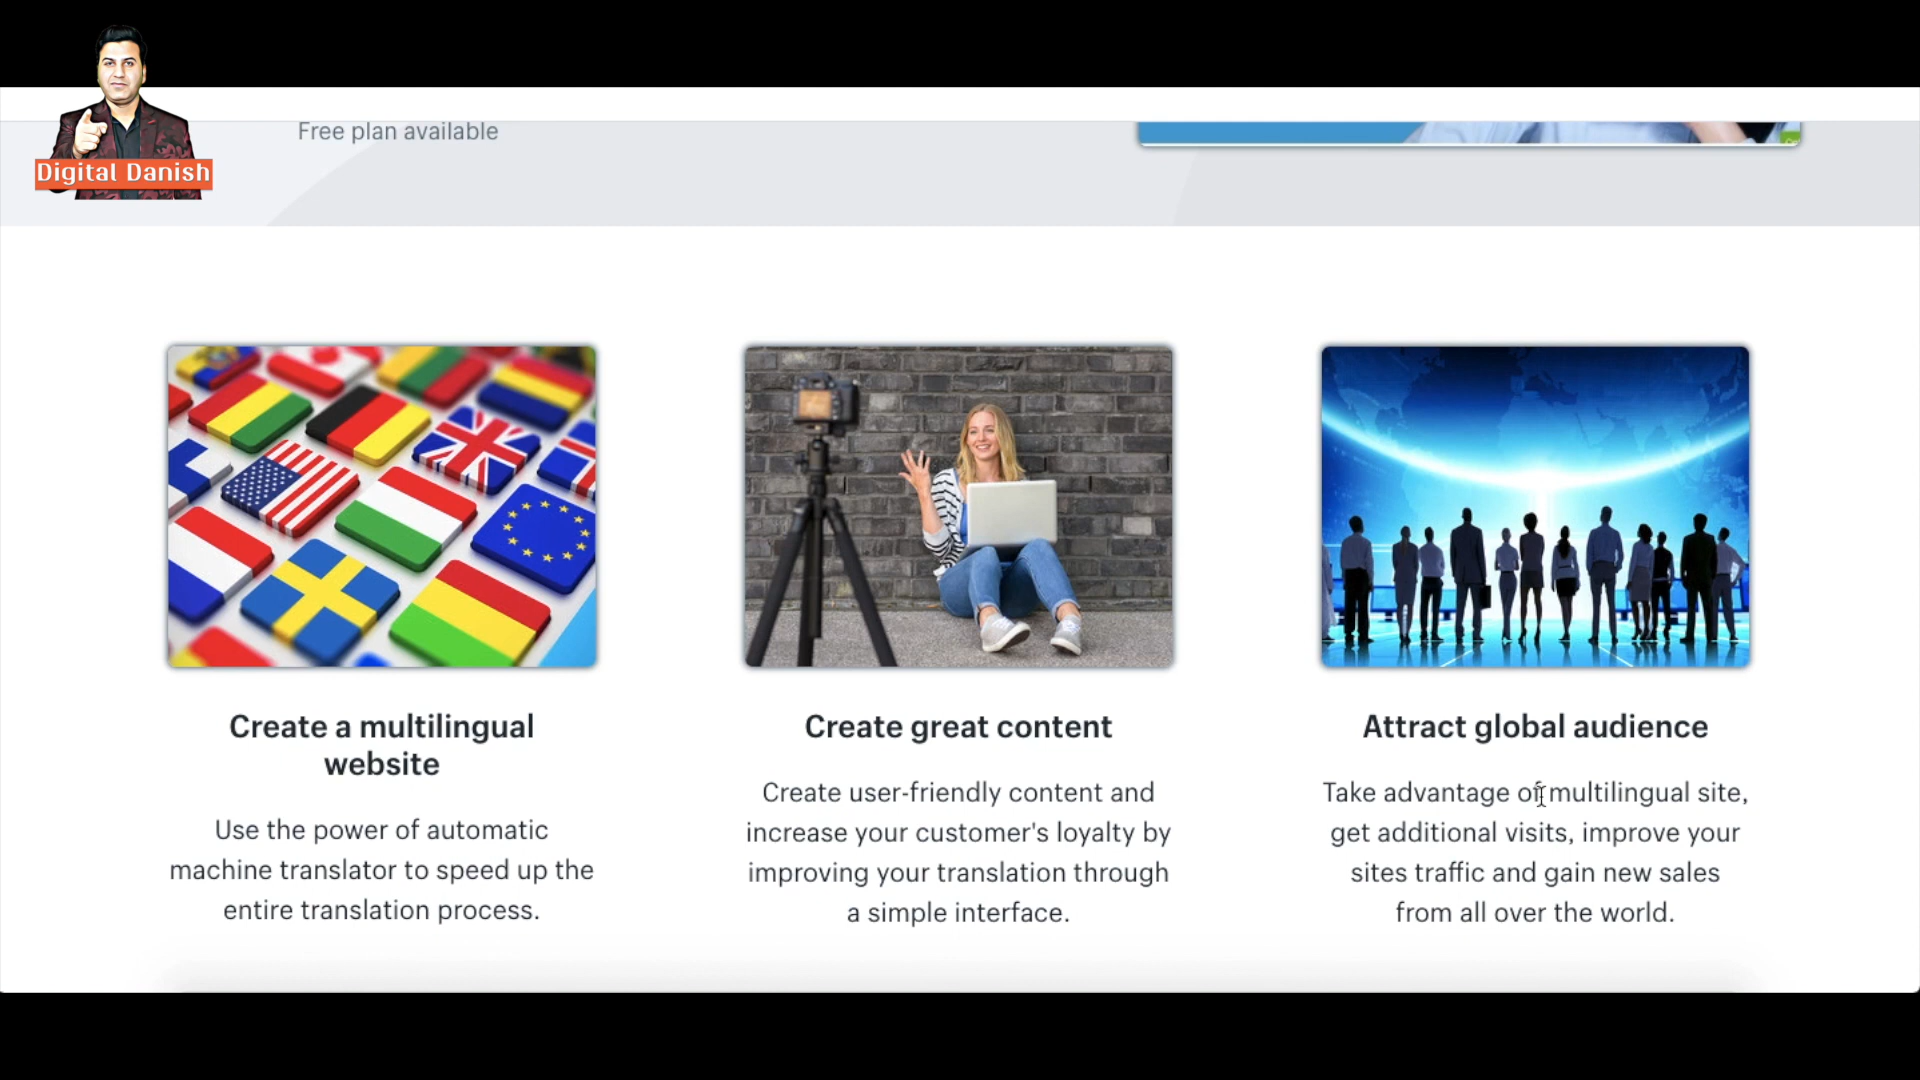 Digital Danish
Free plan available
Create a multilingual
website
Use the power of automatic
machine translator to speed up the
entire translation process.
Create great content
Create user-friendly content and
increase your customer's loyalty by
improving your translation through
a simple interface.
Attract global audience
Take advantage of multilingual site,
get additional visits, improve your
sites traffic and gain new sales
from all over the world.